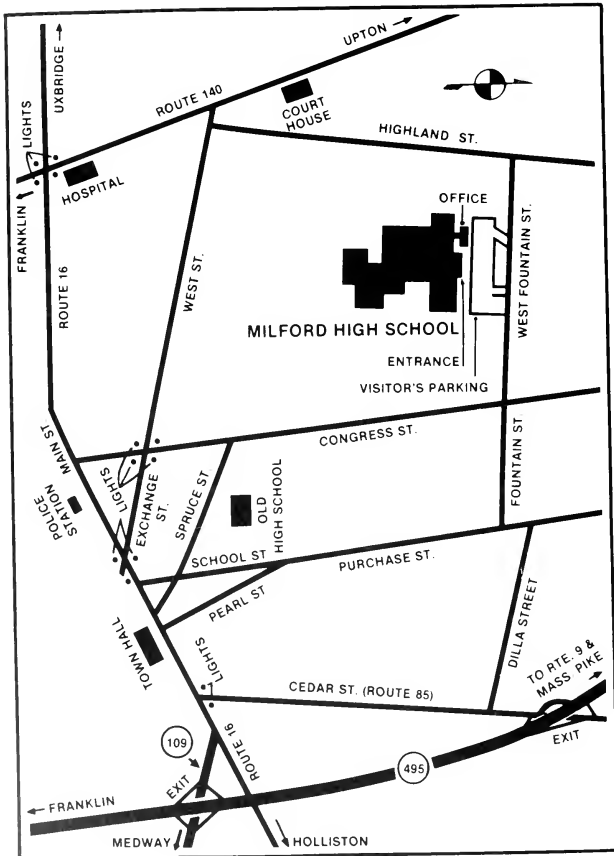 UXBRIDGE
UPTON
LIGHTS
ROUTE 140
COURT
HOUSE
HIGHLAND ST.
HOSPITAL
FRANKLIN
OFFICE
ROUTE 16
WEST ST.
WEST FOUNTAIN ST.
MILFORD HIGH SCHOOL
ENTRANCE
VISITOR'S PARKING
MAIN ST
CONGRESS ST.
FOUNTAIN ST.
LIGHTS
POLICE
STATION
LIGHTS
EXCHANGE
ST.
SPRUCE ST.
OLD
HIGH SCHOOL
SCHOOL ST
PURCHASE ST.
PEARL ST
DILLA STREET
TOWN HALL
LIGHTS
TO RTE. 9 &
MASS PIKE
CEDAR ST. (ROUTE 85)
EXIT
109
ROUTE 16
EXIT
495
FRANKLIN
MEDWAY
HOLLISTON